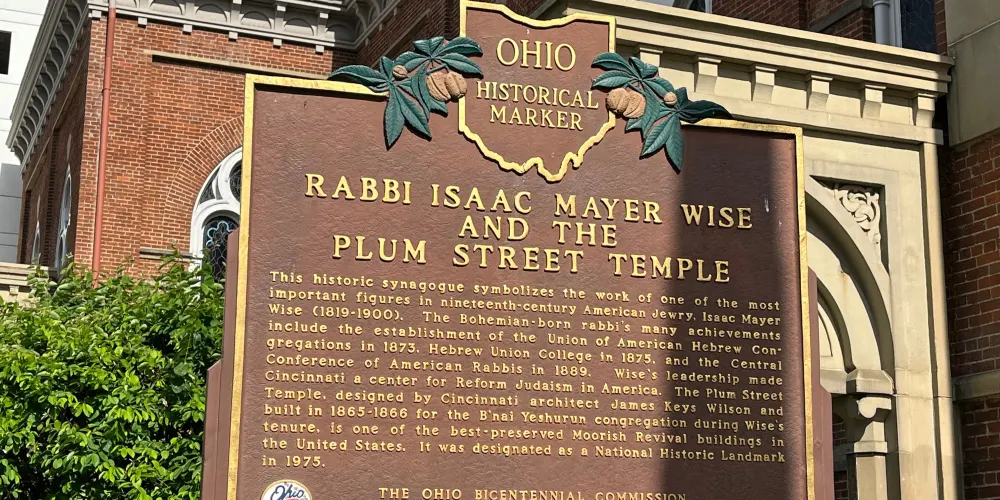 OHIO
HISTORICAL
MARKER
RABBI ISAAC MAYER WISE
AND THE
PLUM STREET TEMPLE
This historic synagogue symbolizes the work of one of the most
important figures in nineteenth-century American Jewry, Isaac Mayer
Wise (1819-1900). The Bohemian-born rabbi's many achievements
include the establishment of the Union of American Hebrew Con-
gregations in 1873, Hebrew Union College in 1875, and the Central
Conference of American Rabbis in 1889. Wise's leadership made
Cincinnati a center for Reform Judaism in America. The Plum Street
Temple, designed by Cincinnati architect James Keys Wilson and
built in 1865-1866 for the B'nai Yeshurun congregation during Wise's
tenure, is one of the best-preserved Moorish Revival buildings in
the United States. It was designated as a National Historic Landmark
in 1975.
Ohio
THE OHIO BICENTENNIAL COMMISSION